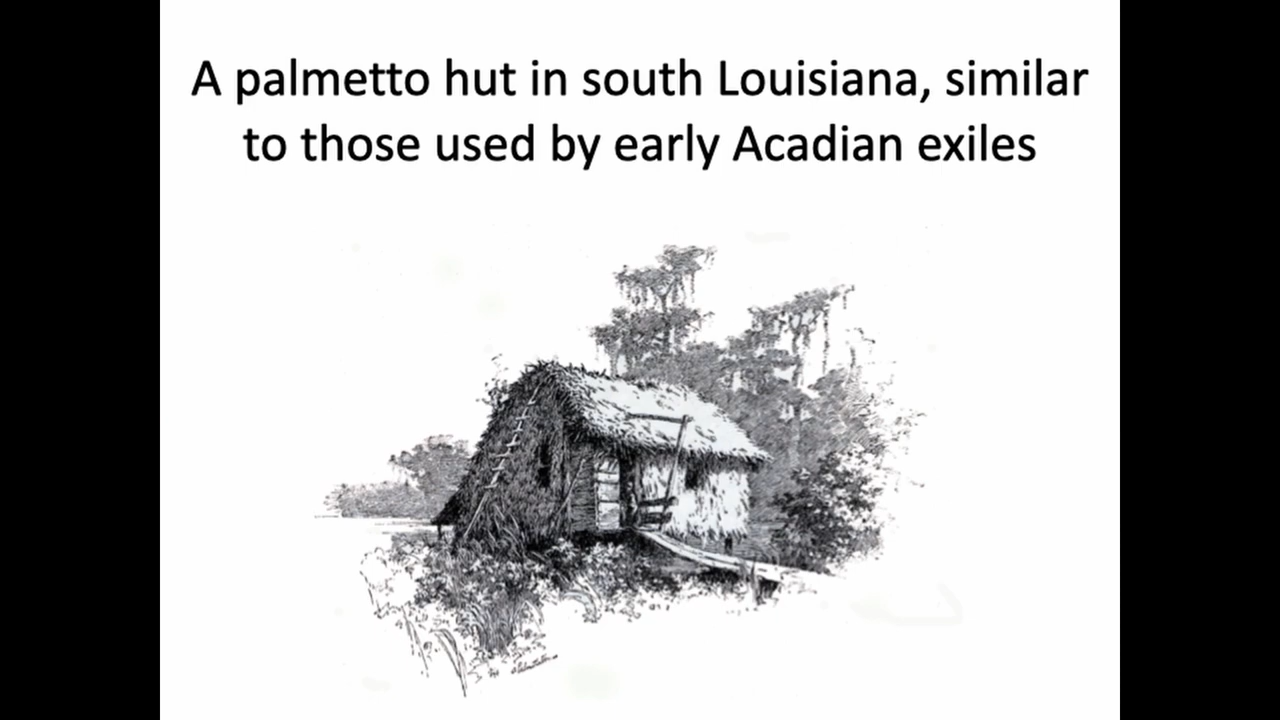 A palmetto hut in south Louisiana, similar
to those used by early Acadian exiles